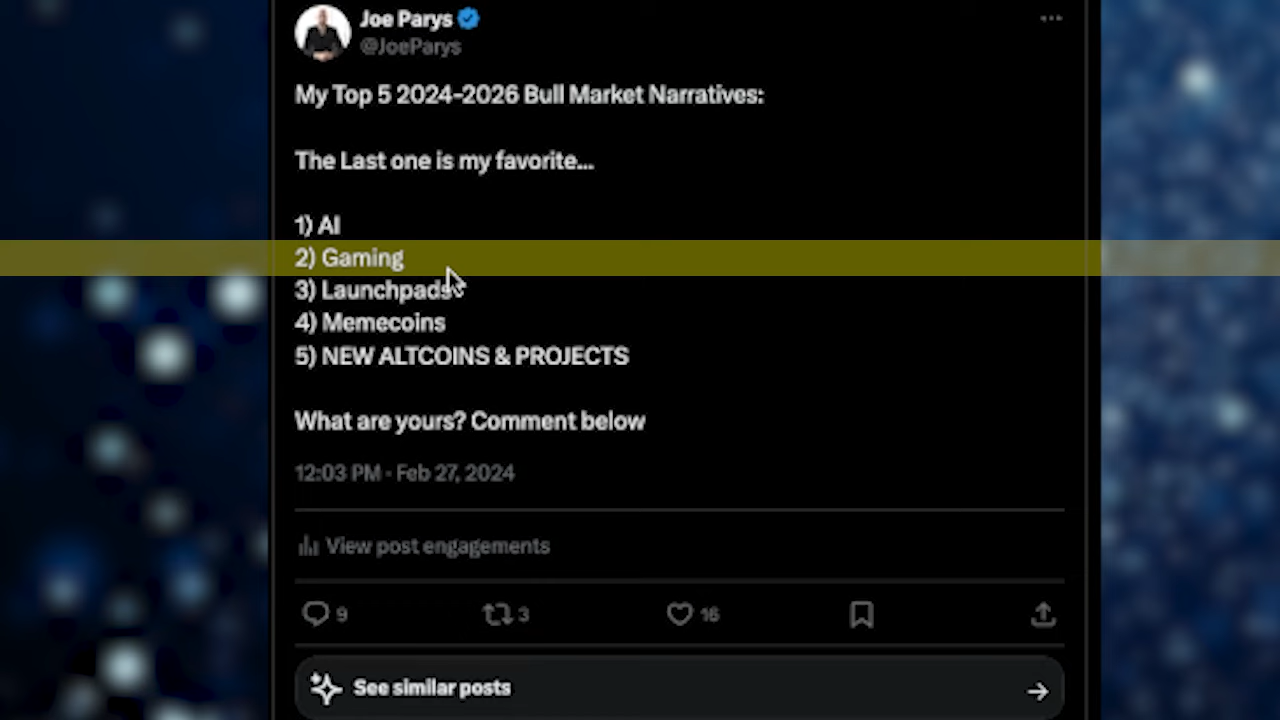 Joe Parys
@JoeParys
My Top 5 2024-2026 Bull Market Narratives:
The Last one is my favorite...
1) AI
2) Gaming
3) Launchpads
4) Memecoins
5) NEW ALTCOINS & PROJECTS
What are yours? Comment below
12:03 PM · Feb 27, 2024
View post engagements
9 3 16
See similar posts